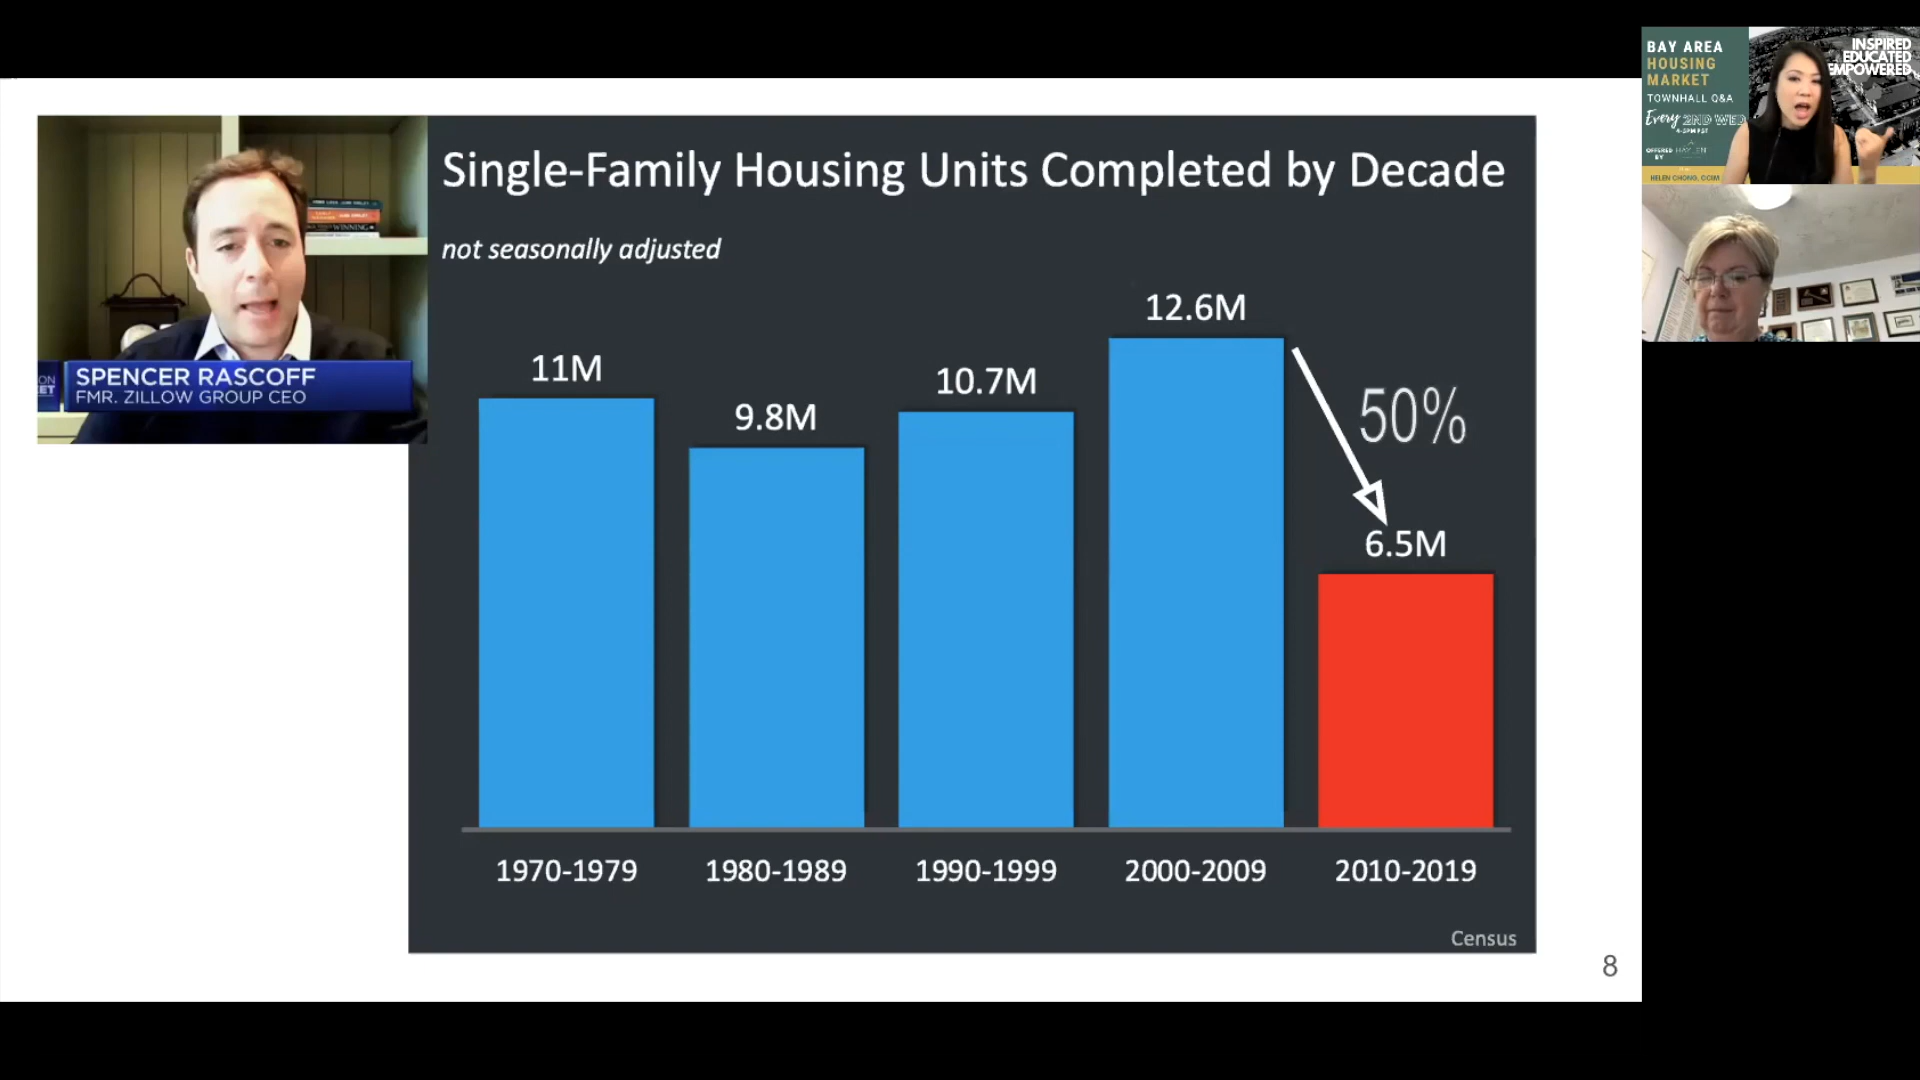 Single-Family Housing Units Completed by Decade
not seasonally adjusted
SPENCER RASCOFF
FMR. ZILLOW GROUP CEO
WINNING
11M
9.8M
10.7M
12.6M
50%
6.5M
1970-1979
1980-1989
1990-1999
2000-2009
2010-2019
Census
8
BAY AREA
HOUSING
MARKET
TOWNHALL Q&A
Every 2ND WED
4-5PM PST
OFFERED
BY
HELEN CHONG, CCIM
INSPIRED
EDUCATED
EMPOWERED